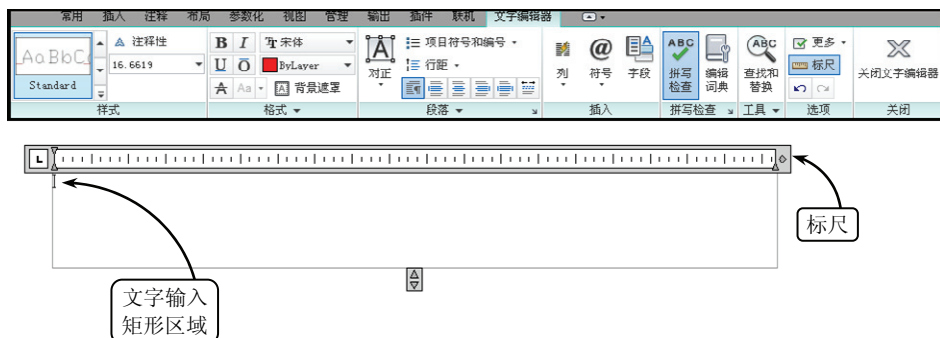 常用 插入 注释 布局 参数化 视图 管理 输出 插件 联机 文字编辑器
AaBbC 注释性 B I 宋体 项目符号和编号 @ ABC ABC 更多
16.6619 U O ByLayer A 行距 标尺
Standard A Aa A 背景遮罩 对正 列 符号 字段 拼写检查 编辑词典 查找和替换 关闭文字编辑器
样式 格式 段落 插入 拼写检查 工具 选项 关闭
L
标尺
文字输入
矩形区域